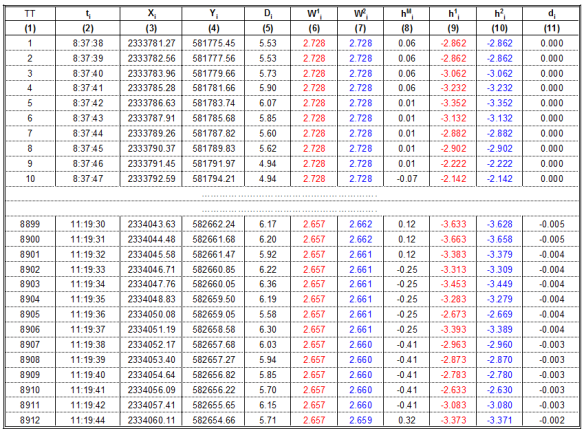 TT ti Xi Yi Di W1i W2i hMi h1i h2i di
(1) (2) (3) (4) (5) (6) (7) (8) (9) (10) (11)
1 8:37:38 2333781.27 581775.45 5.53 2.728 2.728 0.06 -2.862 -2.862 0.000
2 8:37:39 2333782.56 581777.56 5.53 2.728 2.728 0.06 -2.862 -2.862 0.000
3 8:37:40 2333783.96 581779.66 5.73 2.728 2.728 0.06 -3.062 -3.062 0.000
4 8:37:41 2333785.28 581781.66 5.90 2.728 2.728 0.06 -3.232 -3.232 0.000
5 8:37:42 2333786.63 581783.74 6.07 2.728 2.728 0.01 -3.352 -3.352 0.000
6 8:37:43 2333787.91 581785.68 5.85 2.728 2.728 0.01 -3.132 -3.132 0.000
7 8:37:44 2333789.26 581787.82 5.60 2.728 2.728 0.01 -2.882 -2.882 0.000
8 8:37:45 2333790.37 581789.83 5.62 2.728 2.728 0.01 -2.902 -2.902 0.000
9 8:37:46 2333791.45 581791.97 4.94 2.728 2.728 0.01 -2.222 -2.222 0.000
10 8:37:47 2333792.59 581794.21 4.94 2.728 2.728 -0.07 -2.142 -2.142 0.000
8899 11:19:30 2334043.63 582662.24 6.17 2.657 2.662 0.12 -3.633 -3.628 -0.005
8900 11:19:31 2334044.48 582661.68 6.20 2.657 2.662 0.12 -3.663 -3.658 -0.005
8901 11:19:32 2334045.58 582661.47 5.92 2.657 2.661 0.12 -3.383 -3.379 -0.004
8902 11:19:33 2334046.71 582660.85 6.22 2.657 2.661 -0.25 -3.313 -3.309 -0.004
8903 11:19:34 2334047.76 582660.05 6.36 2.657 2.661 -0.25 -3.453 -3.449 -0.004
8904 11:19:35 2334048.83 582659.50 6.19 2.657 2.661 -0.25 -3.283 -3.279 -0.004
8905 11:19:36 2334050.08 582659.05 5.58 2.657 2.661 -0.25 -2.673 -2.669 -0.004
8906 11:19:37 2334051.19 582658.58 6.30 2.657 2.661 -0.25 -3.393 -3.389 -0.004
8907 11:19:38 2334052.17 582657.68 6.03 2.657 2.660 -0.41 -2.963 -2.960 -0.003
8908 11:19:39 2334053.40 582657.27 5.94 2.657 2.660 -0.41 -2.873 -2.870 -0.003
8909 11:19:40 2334054.64 582656.82 5.85 2.657 2.660 -0.41 -2.783 -2.780 -0.003
8910 11:19:41 2334056.09 582656.22 5.70 2.657 2.660 -0.41 -2.633 -2.630 -0.003
8911 11:19:42 2334057.41 582655.65 6.15 2.657 2.660 -0.41 -3.083 -3.080 -0.003
8912 11:19:44 2334060.11 582654.66 5.71 2.657 2.659 0.32 -3.373 -3.371 -0.002